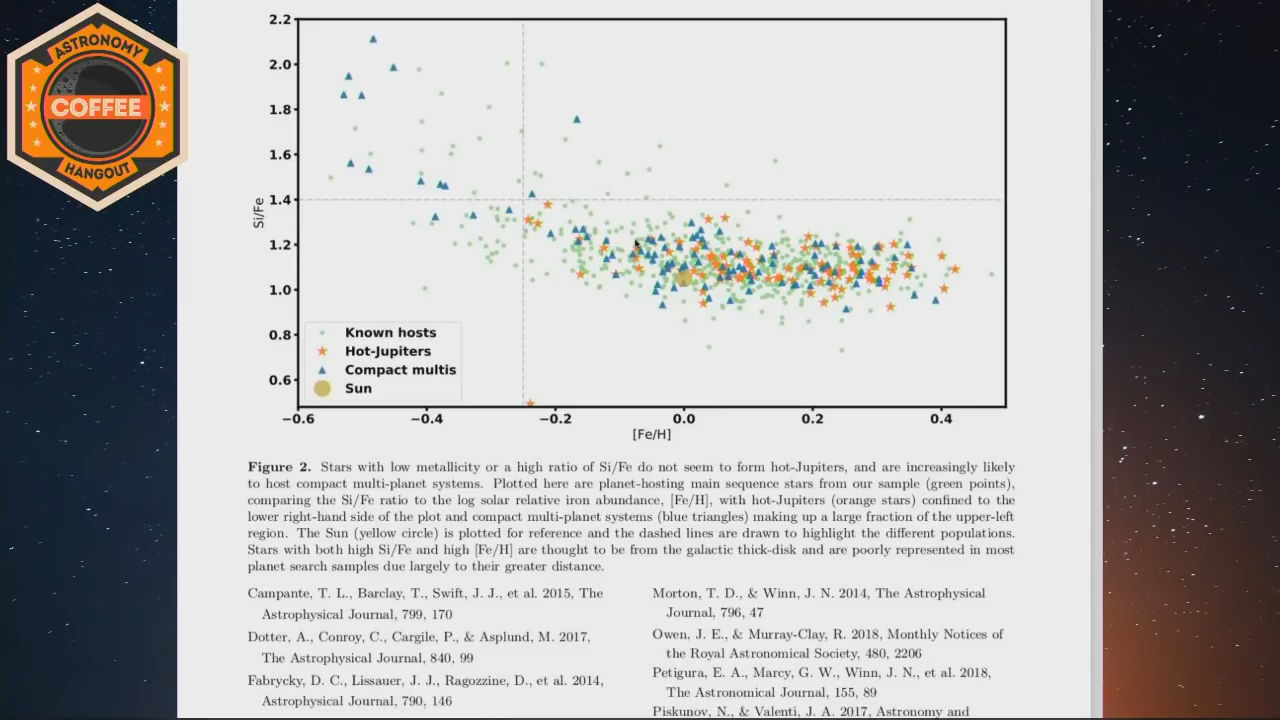 ASTRONOMY
COFFEE
HANGOUT
2.2
2.0
1.8
1.6
1.4
1.2
1.0
0.8
0.6
Si/Fe
Known hosts
Hot-Jupiters
Compact multis
Sun
−0.6
−0.4
−0.2
0.0
0.2
0.4
[Fe/H]
Figure 2. Stars with low metallicity or a high ratio of Si/Fe do not seem to form hot-Jupiters, and are increasingly likely
to host compact multi-planet systems. Plotted here are planet-hosting main sequence stars from our sample (green points),
comparing the Si/Fe ratio to the log solar relative iron abundance, [Fe/H], with hot-Jupiters (orange stars) confined to the
lower right-hand side of the plot and compact multi-planet systems (blue triangles) making up a large fraction of the upper-left
region. The Sun (yellow circle) is plotted for reference and the dashed lines are drawn to highlight the different populations.
Stars with both high Si/Fe and high [Fe/H] are thought to be from the galactic thick-disk and are poorly represented in most
planet search samples due largely to their greater distance.
Campante, T. L., Barclay, T., Swift, J. J., et al. 2015, The
Astrophysical Journal, 799, 170
Dotter, A., Conroy, C., Cargile, P., & Asplund, M. 2017,
The Astrophysical Journal, 840, 99
Fabrycky, D. C., Lissauer, J. J., Ragozzine, D., et al. 2014,
Astrophysical Journal, 790, 146
Morton, T. D., & Winn, J. N. 2014, The Astrophysical
Journal, 796, 47
Owen, J. E., & Murray-Clay, R. 2018, Monthly Notices of
the Royal Astronomical Society, 480, 2206
Petigura, E. A., Marcy, G. W., Winn, J. N., et al. 2018,
The Astronomical Journal, 155, 89
Piskunov, N., & Valenti, J. A. 2017, Astronomy and